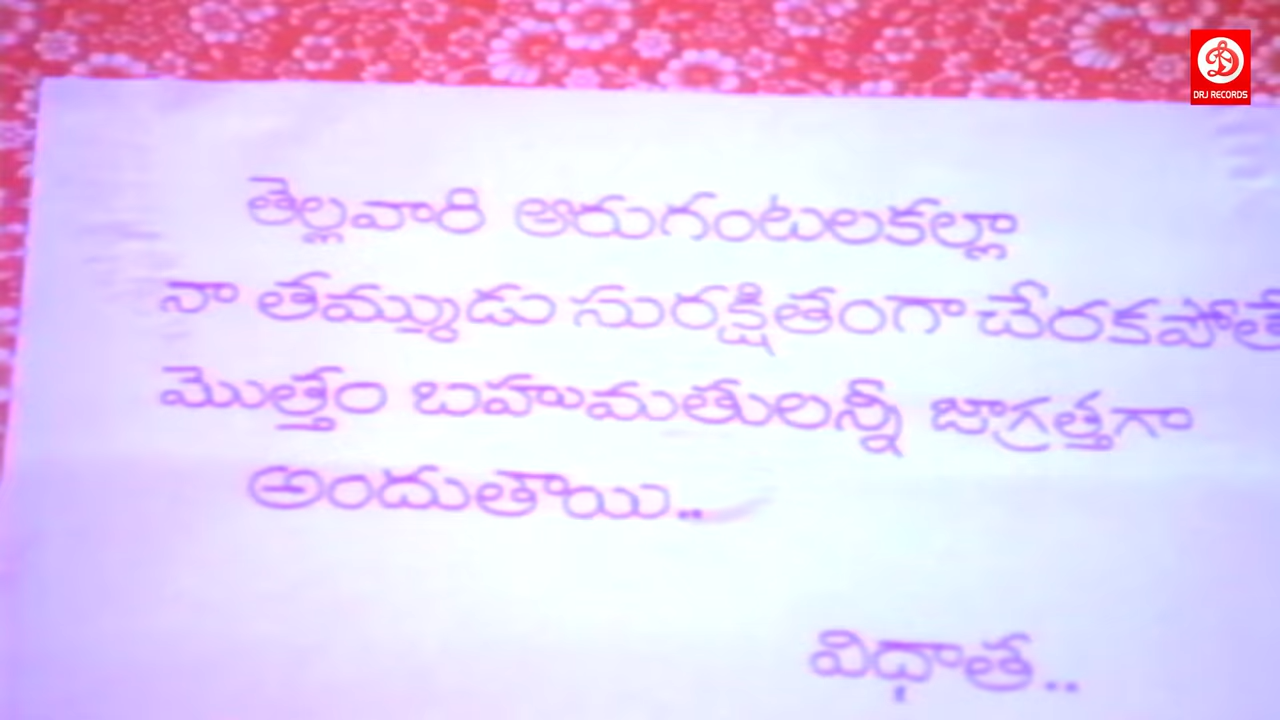 DRJ RECORDS
తెల్లవారి ఆరుగంటలకల్లా
నా తమ్ముడు సురక్షితంగా చేరకపోతే
మొత్తం బహుమతులన్నీ జాగ్రత్తగా
అందుతాయి..
విధాత..